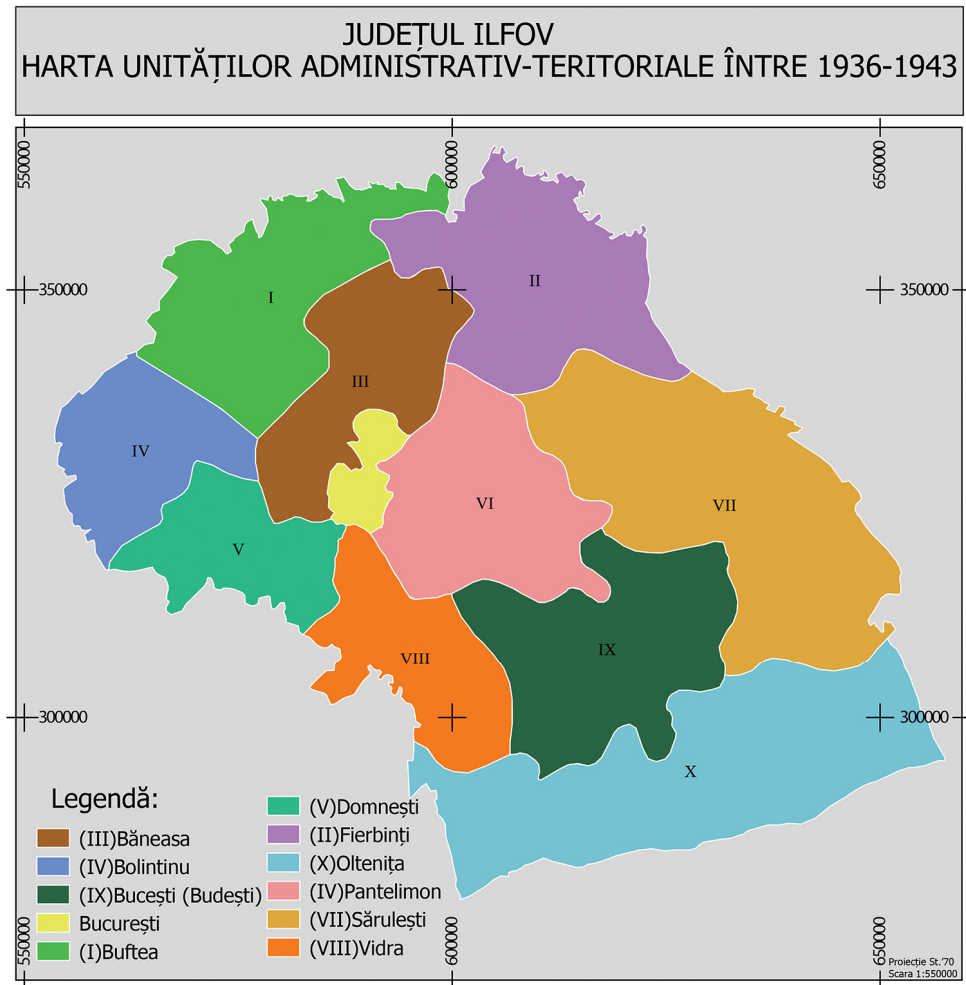 JUDEȚUL ILFOV
HARTA UNITĂȚILOR ADMINISTRATIV-TERITORIALE ÎNTRE 1936-1943
550000
600000
650000
350000
350000
I
II
III
IV
V
VI
VII
VIII
IX
X
300000
300000
Legendă:
(III)Băneasa
(IV)Bolintinu
(IX)Bucești (Budești)
București
(I)Buftea
(V)Domnești
(II)Fierbinți
(X)Oltenița
(IV)Pantelimon
(VII)Sărulești
(VIII)Vidra
550000
600000
650000
Proiecție St.'70
Scara 1:550000